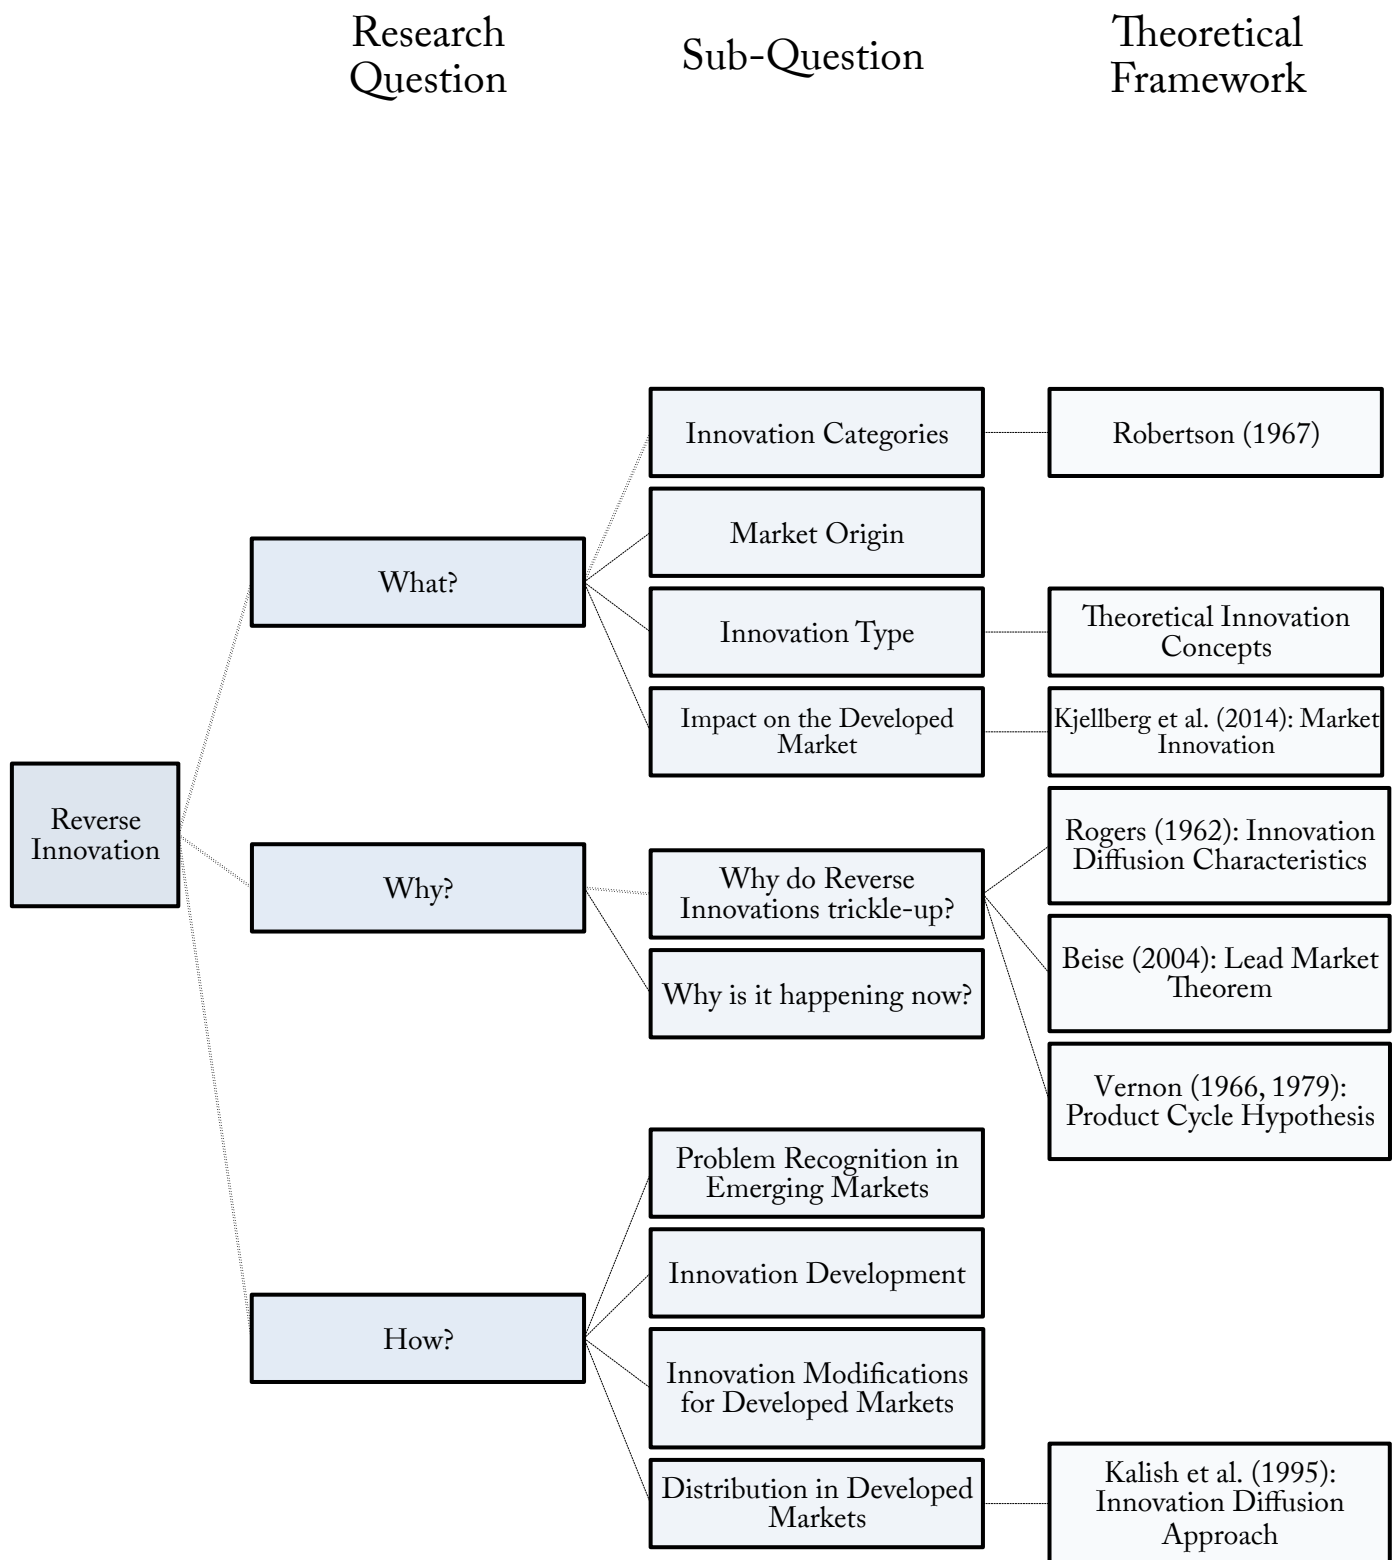 Research
Question
Sub-Question
Theoretical
Framework
Innovation Categories
Robertson (1967)
Market Origin
What?
Innovation Type
Theoretical Innovation
Concepts
Impact on the Developed
Market
Kjellberg et al. (2014): Market
Innovation
Reverse
Innovation
Why?
Why do Reverse
Innovations trickle-up?
Rogers (1962): Innovation
Diffusion Characteristics
Beise (2004): Lead Market
Theorem
Why is it happening now?
Vernon (1966, 1979):
Product Cycle Hypothesis
Problem Recognition in
Emerging Markets
Innovation Development
How?
Innovation Modifications
for Developed Markets
Distribution in Developed
Markets
Kalish et al. (1995):
Innovation Diffusion
Approach